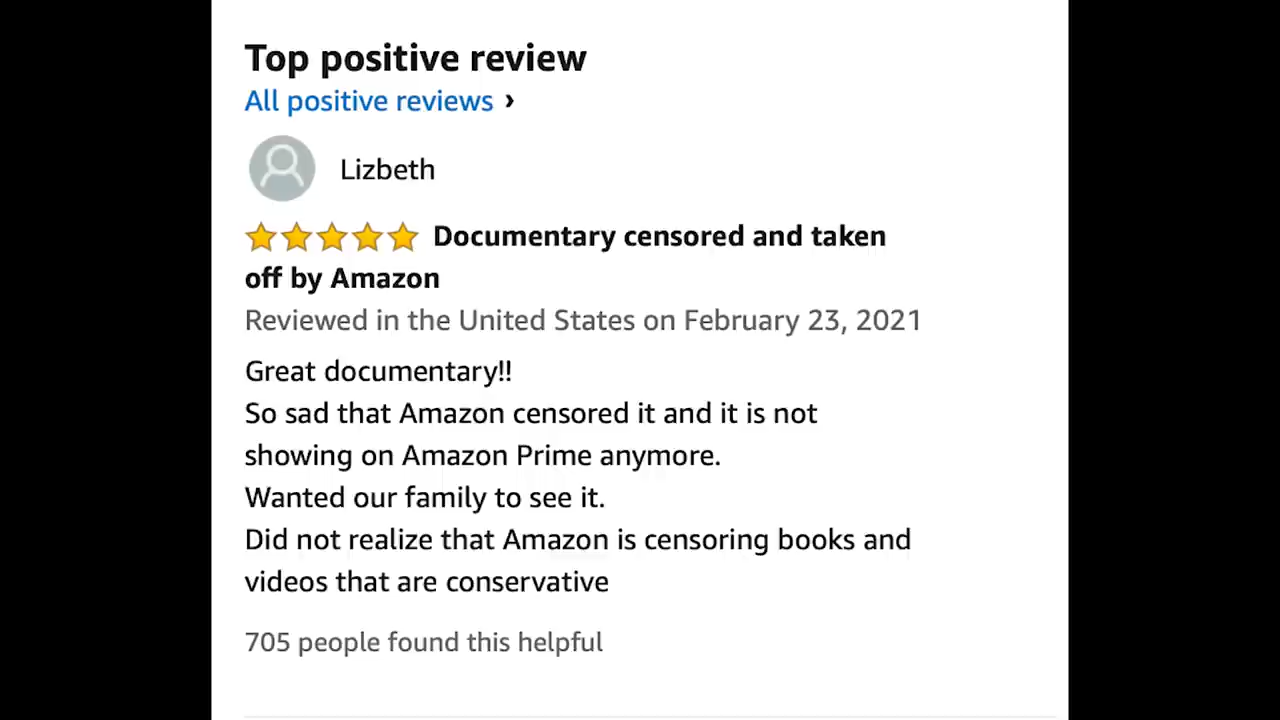 Top positive review
All positive reviews ›
Lizbeth
Documentary censored and taken
off by Amazon
Reviewed in the United States on February 23, 2021
Great documentary!!
So sad that Amazon censored it and it is not
showing on Amazon Prime anymore.
Wanted our family to see it.
Did not realize that Amazon is censoring books and
videos that are conservative
705 people found this helpful